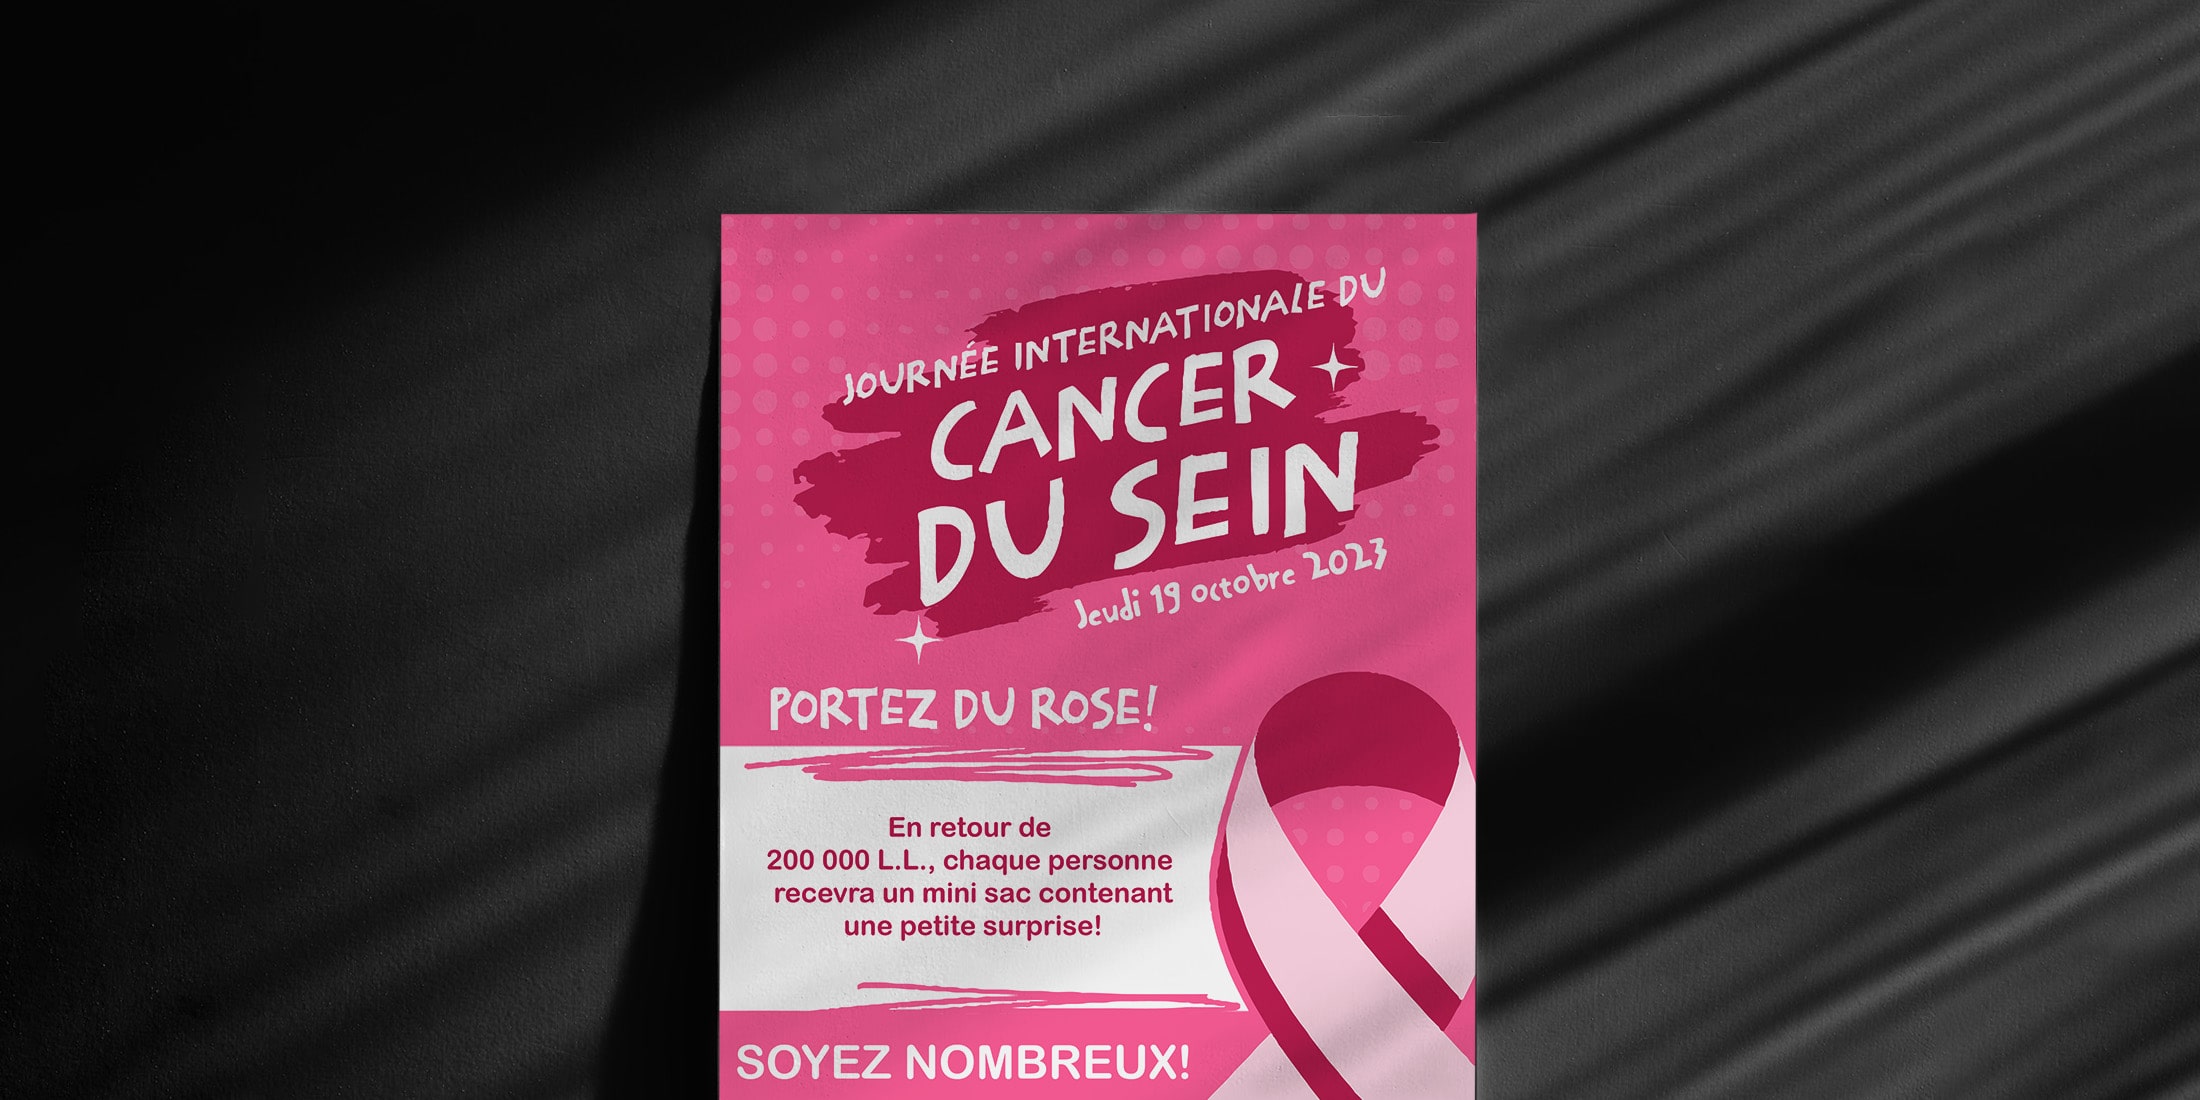 JOURNÉE INTERNATIONALE DU
CANCER
DU SEIN
Jeudi 19 octobre 2023
PORTEZ DU ROSE!
En retour de
200 000 L.L., chaque personne
recevra un mini sac contenant
une petite surprise!
SOYEZ NOMBREUX!